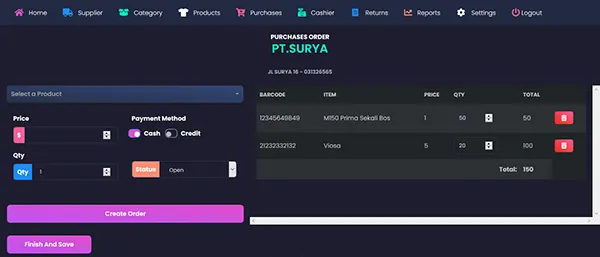 Home Supplier Category Products Purchases Cashier Returns Reports Settings Logout
PURCHASES ORDER
PT.SURYA
JL SURYA 16 - 031326565
Select a Product
BARCODE ITEM PRICE QTY TOTAL
Price Payment Method
$ Cash Credit
12345649849 M150 Prima Sekali Bos 1 50 50
Qty
Qty 1 Status Open
21232332132 Viosa 5 20 100
Total: 150
Create Order
Finish And Save